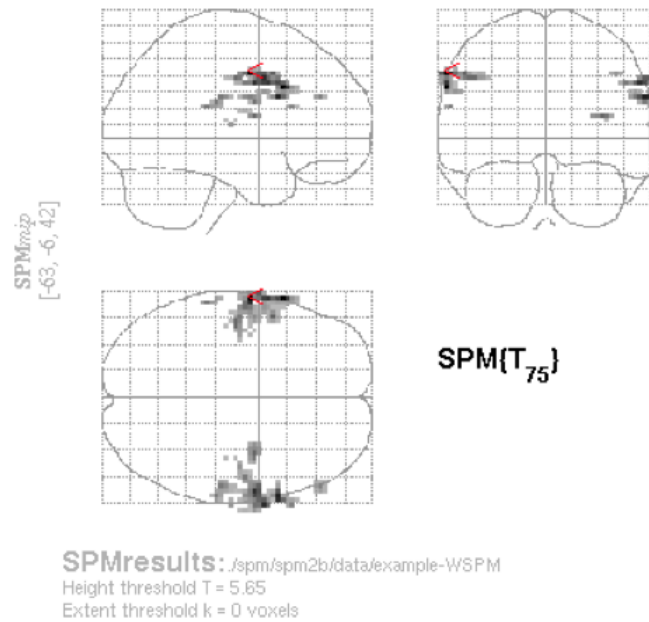 SPMmip
[-63, -6, 42]
SPM{T75}
SPMresults: ./spm/spm2b/data/example-WSPM
Height threshold T = 5.65
Extent threshold k = 0 voxels